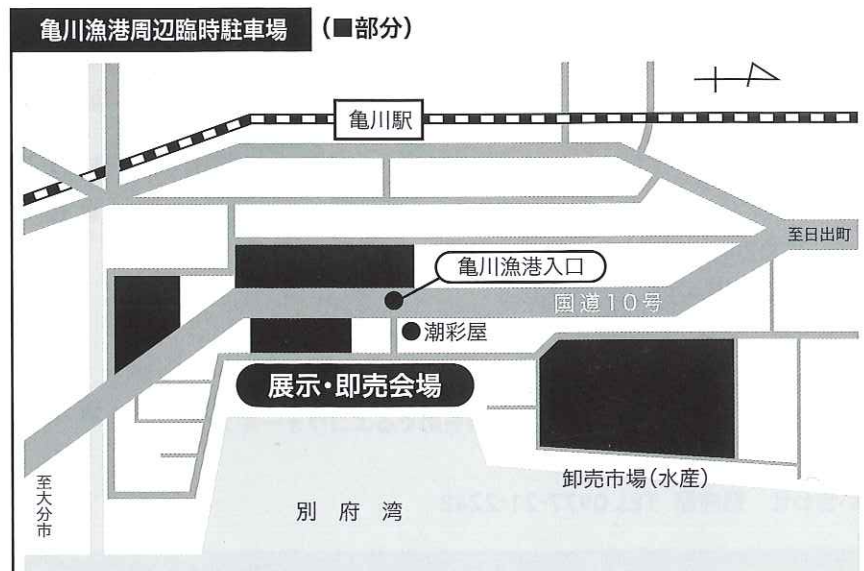 亀川漁港周辺臨時駐車場 (■部分)
亀川駅
至日出町
亀川漁港入口
国道10号
●潮彩屋
展示・即売会場
卸売市場(水産)
至大分市
別府湾